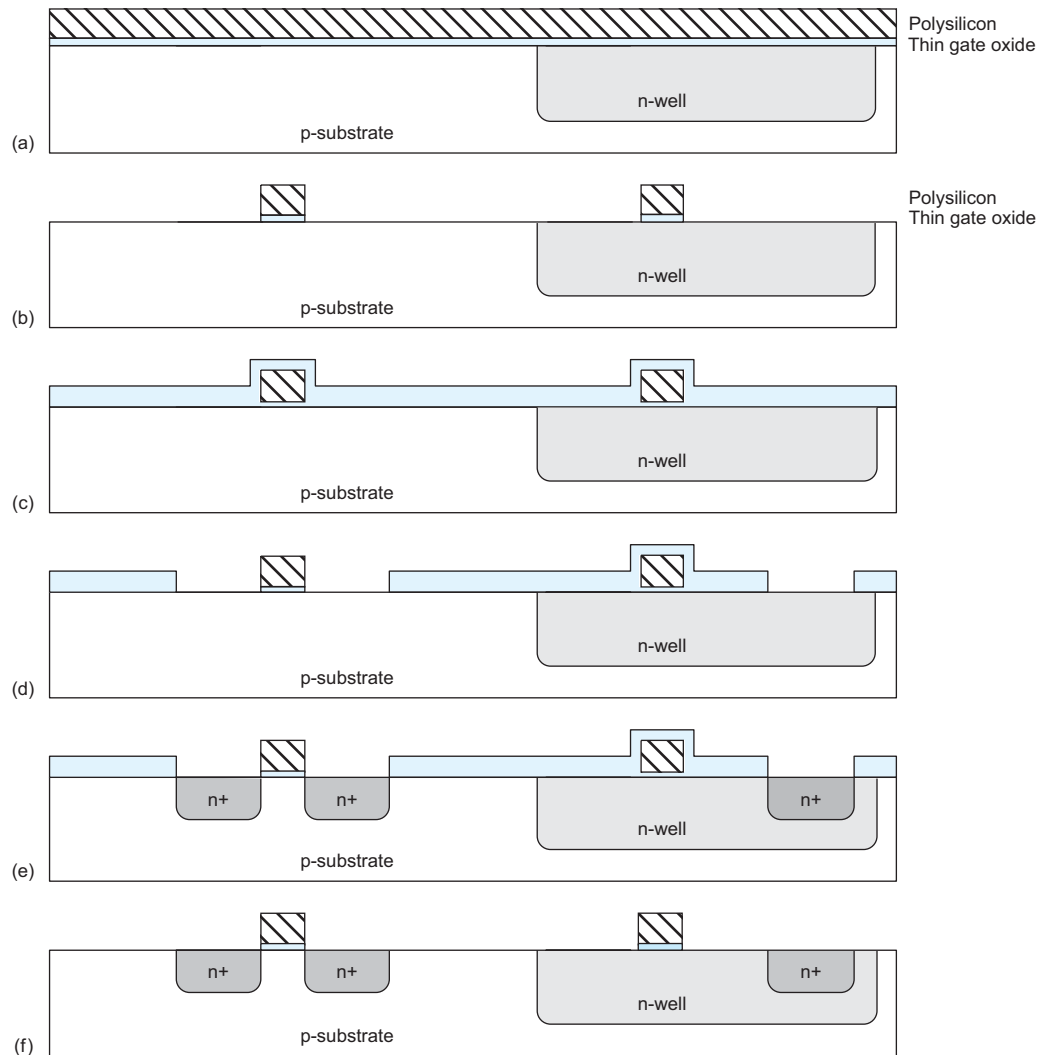 Polysilicon
Thin gate oxide
n-well
p-substrate
(a)
Polysilicon
Thin gate oxide
n-well
p-substrate
(b)
n-well
p-substrate
(c)
n-well
p-substrate
(d)
n+ n+ n+
n-well
p-substrate
(e)
n+ n+ n+
n-well
p-substrate
(f)